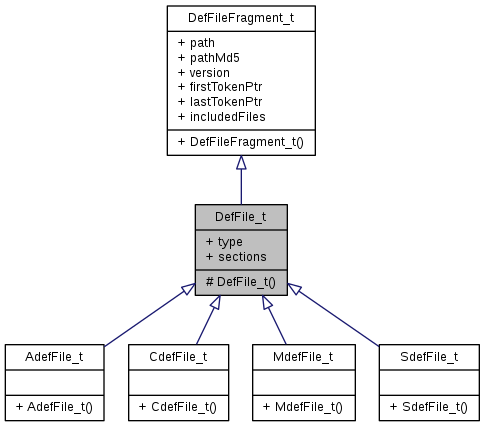 DefFileFragment_t
+ path
+ pathMd5
+ version
+ firstTokenPtr
+ lastTokenPtr
+ includedFiles
+ DefFileFragment_t()
DefFile_t
+ type
+ sections
# DefFile_t()
AdefFile_t
+ AdefFile_t()
CdefFile_t
+ CdefFile_t()
MdefFile_t
+ MdefFile_t()
SdefFile_t
+ SdefFile_t()